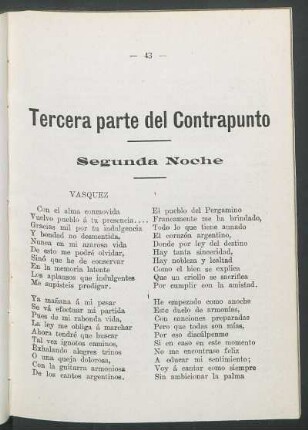 — 43 —
Tercera parte del Contrapunto
Segunda Noche
VASQUEZ
Con el alma conmovida
Vuelvo pueblo á tu presencia....
Gracias mil por tu indulgencia
Y bondad no desmentida.
Nunca en mi azarosa vida
De este me podré olvidar,
Sinó que he de conservar
En la memoria latente
Los aplausos que indulgentes
Me supisteis prodigar.
Ya mañana á mi pesar
Se vá efectuar mi partida
Pues de mi rabonda vida,
La ley me obliga á marchar
Ahora tendré que buscar
Tal vez ignotos caminos,
Exhalando alegres trinos
O una queja dolorosa,
Con la guitarra armoniosa
De los cantos argentinos.
El pueblo del Pergamino
Francamente me ha brindado,
Todo lo que tiene amado
El corazón argentino,
Donde por ley del destino
Hay tanta sinceridad,
Hay nobleza y lealtad
Como el bien se explica
Que un criollo se sacrifica
Por cumplir con la amistad.
He empezado como anoche
Este duelo de armonías,
Con canciones preparadas
Pero que todas son mías,
Por eso discúlpenme
Si en caso en este momento
No me encontrase feliz
A educar mi sentimiento;
Voy á cantar como siempre
Sin ambicionar la palma